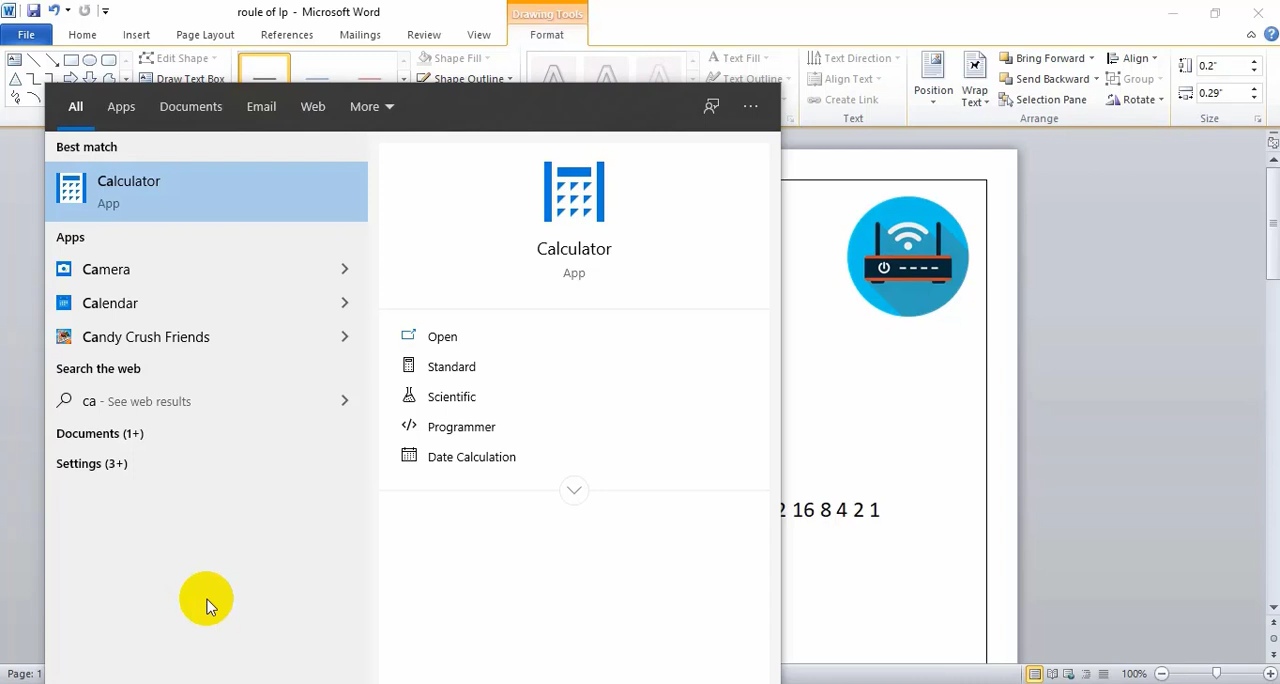 roule of Ip - Microsoft Word
Drawing Tools
File Home Insert Page Layout References Mailings Review View Format
Edit Shape
Draw Text Box
Shape Fill
Shape Outline
Text Fill
Text Direction
Align Text
Create Link
Text
Position
Wrap Text
Bring Forward
Send Backward
Selection Pane
Align
Group
Rotate
Arrange
0.2"
0.29"
Size
All Apps Documents Email Web More
Best match
Calculator
App
Apps
Camera
Calendar
Candy Crush Friends
Search the web
ca - See web results
Documents (1+)
Settings (3+)
Calculator
App
Open
Standard
Scientific
Programmer
Date Calculation
2 16 8 4 2 1
Page: 1
100%